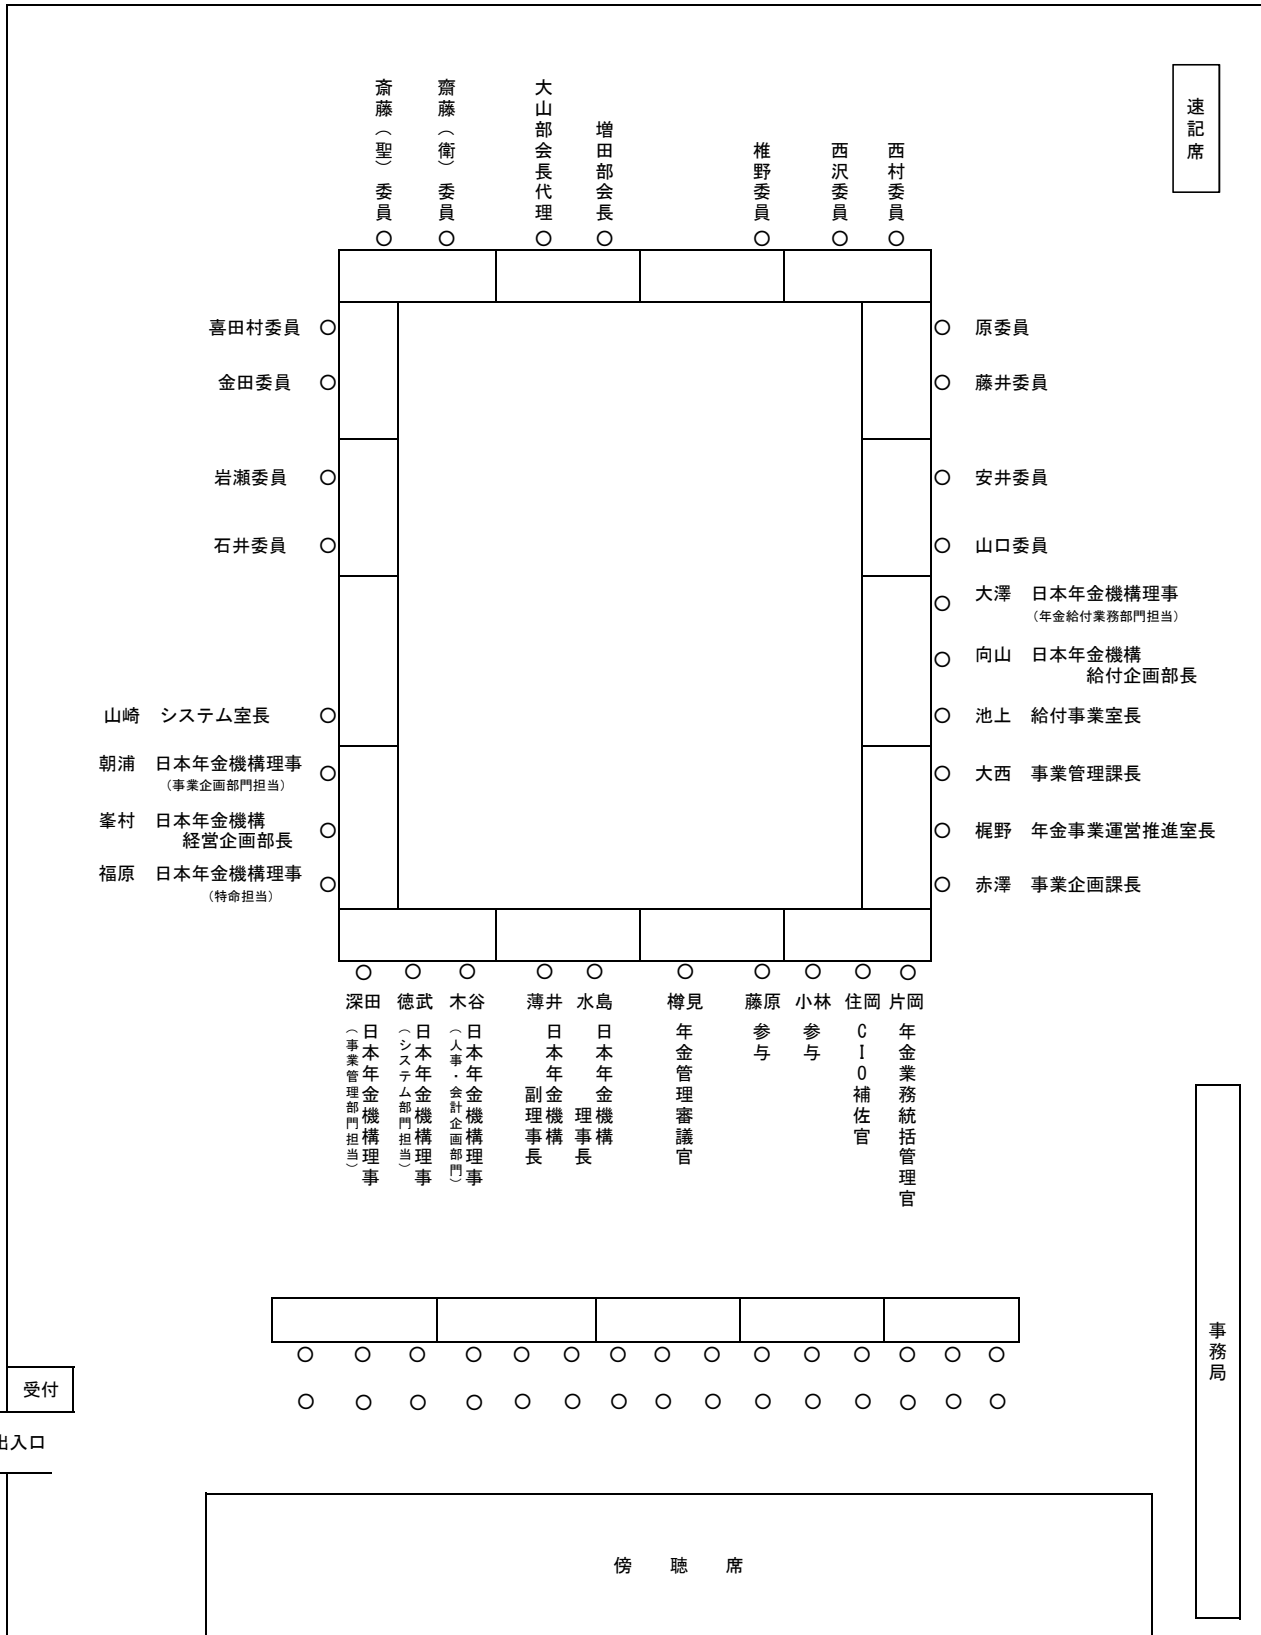 斎藤（聖）委員
齋藤（衛）委員
大山部会長代理
増田部会長
椎野委員
西沢委員
西村委員
速記席
喜田村委員
金田委員
岩瀬委員
石井委員
山崎　システム室長
朝浦　日本年金機構理事
（事業企画部門担当）
峯村　日本年金機構
経営企画部長
福原　日本年金機構理事
（特命担当）
原委員
藤井委員
安井委員
山口委員
大澤　日本年金機構理事
（年金給付業務部門担当）
向山　日本年金機構
給付企画部長
池上　給付事業室長
大西　事業管理課長
梶野　年金事業運営推進室長
赤澤　事業企画課長
深田
日本年金機構理事
（事業管理部門担当）
徳武
日本年金機構理事
（システム部門担当）
木谷
日本年金機構理事
（人事・会計企画部門）
薄井
日本年金機構
副理事長
水島
日本年金機構
理事長
樽見
年金管理審議官
藤原
参与
小林
参与
住岡
ＣＩＯ補佐官
片岡
年金業務統括管理官
事務局
受付
出入口
傍　聴　席